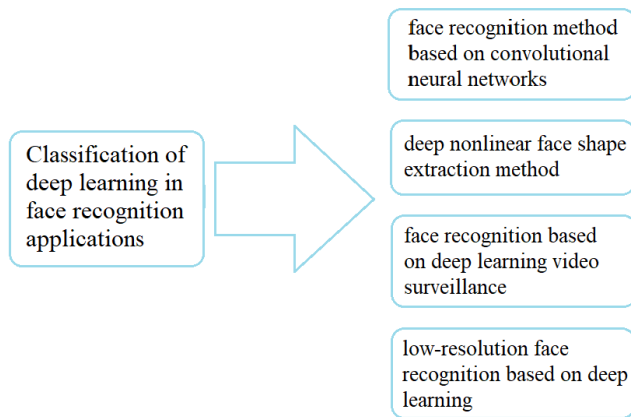 Classification of
deep learning in
face recognition
applications
face recognition method
based on convolutional
neural networks
deep nonlinear face shape
extraction method
face recognition based
on deep learning video
surveillance
low-resolution face
recognition based on deep
learning